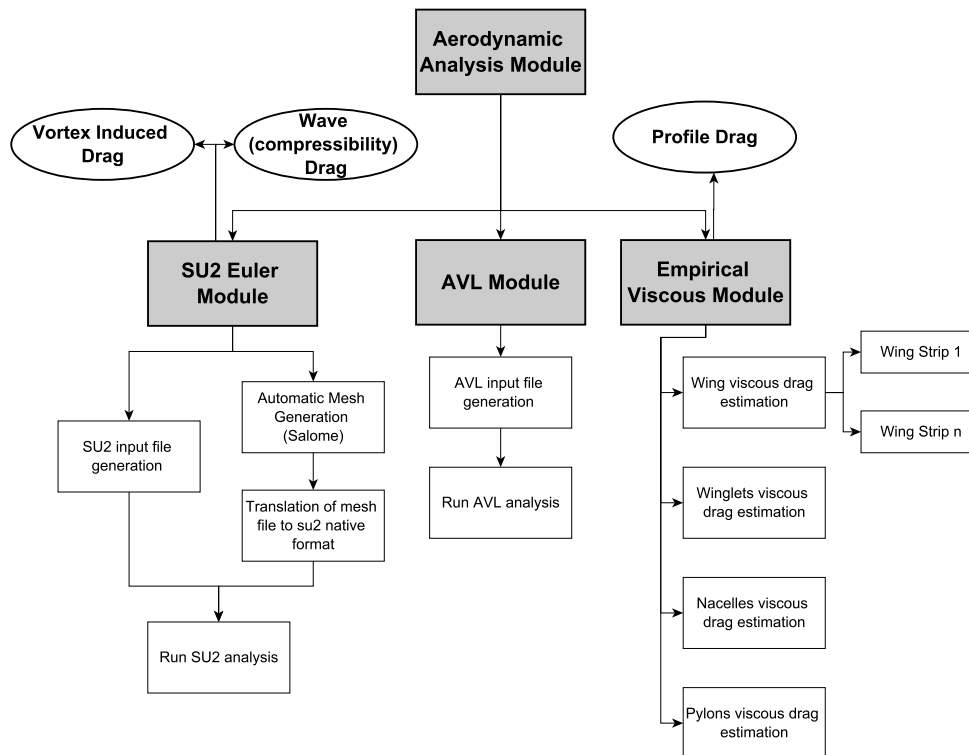 Aerodynamic
Analysis Module
Vortex Induced
Drag
Wave
(compressibility)
Drag
Profile Drag
SU2 Euler
Module
AVL Module
Empirical
Viscous Module
SU2 input file
generation
Automatic Mesh
Generation
(Salome)
Translation of mesh
file to su2 native
format
Run SU2 analysis
AVL input file
generation
Run AVL analysis
Wing viscous drag
estimation
Wing Strip 1
Wing Strip n
Winglets viscous
drag estimation
Nacelles viscous
drag estimation
Pylons viscous drag
estimation